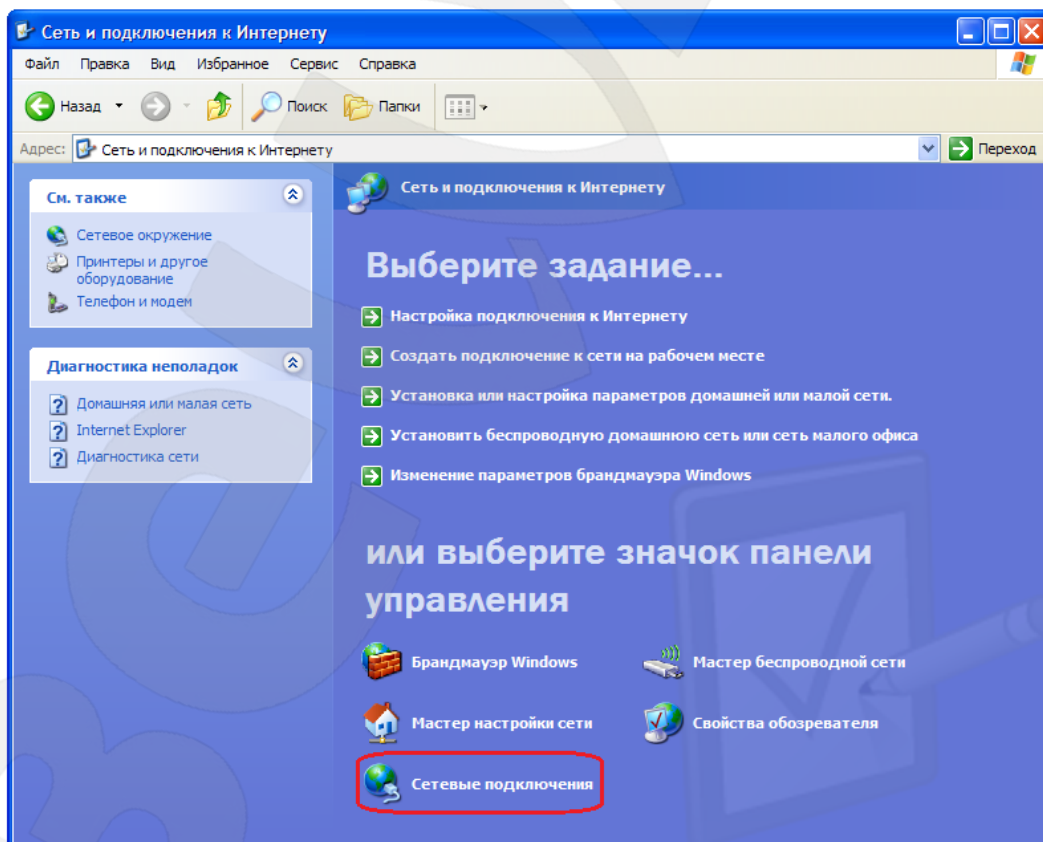 Сеть и подключения к Интернету
Файл Правка Вид Избранное Сервис Справка
Назад Поиск Папки
Адрес: Сеть и подключения к Интернету Переход
См. также
Сетевое окружение
Принтеры и другое
оборудование
Телефон и модем
Диагностика неполадок
Домашняя или малая сеть
Internet Explorer
Диагностика сети
Сеть и подключения к Интернету
Выберите задание...
Настройка подключения к Интернету
Создать подключение к сети на рабочем месте
Установка или настройка параметров домашней или малой сети.
Установить беспроводную домашнюю сеть или сеть малого офиса
Изменение параметров брандмауэра Windows
или выберите значок панели
управления
Брандмауэр Windows Мастер беспроводной сети
Мастер настройки сети Свойства обозревателя
Сетевые подключения